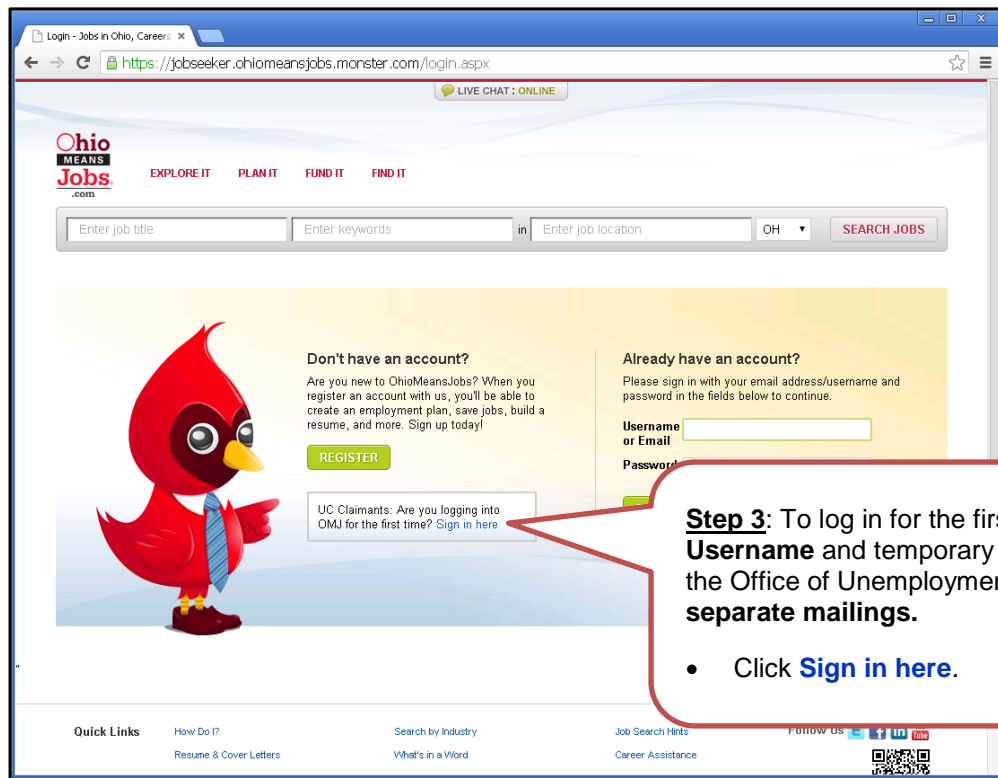 Login - Jobs in Ohio, Careers
https://jobseeker.ohiomeansjobs.monster.com/login.aspx
LIVE CHAT : ONLINE
Ohio
MEANS
Jobs.
.com
EXPLORE IT PLAN IT FUND IT FIND IT
Enter job title Enter keywords in Enter job location OH SEARCH JOBS
Don't have an account?
Are you new to OhioMeansJobs? When you
register an account with us, you'll be able to
create an employment plan, save jobs, build a
resume, and more. Sign up today!
REGISTER
UC Claimants: Are you logging into
OMJ for the first time? Sign in here
Already have an account?
Please sign in with your email address/username and
password in the fields below to continue.
Username
or Email
Password
Step 3: To log in for the
Username and temporary
the Office of
separate mailings.
• Click Sign in here.
"
Quick Links
How Do I? Search by Industry Job Search Hints
Resume & Cover Letters What's in a Word Career Assistance
Follow Us